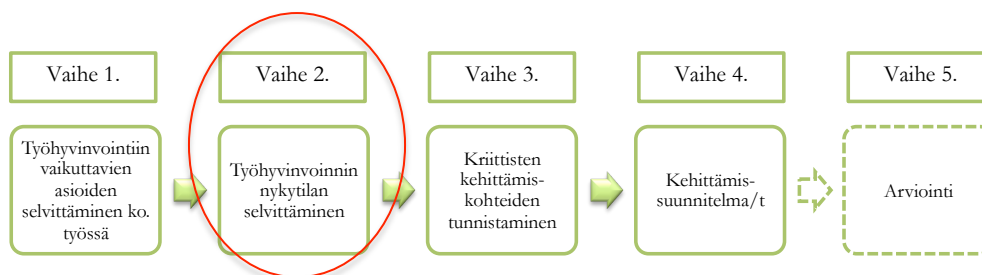 Vaihe 1.
Vaihe 2.
Vaihe 3.
Vaihe 4.
Vaihe 5.
Työhyvinvointiin
vaikuttavien
asioiden
selvittäminen ko.
työssä
Työhyvinvoinnin
nykytilan
selvittäminen
Kriittisten
kehittämis-
kohteiden
tunnistaminen
Kehittämis-
suunnitelma/t
Arviointi